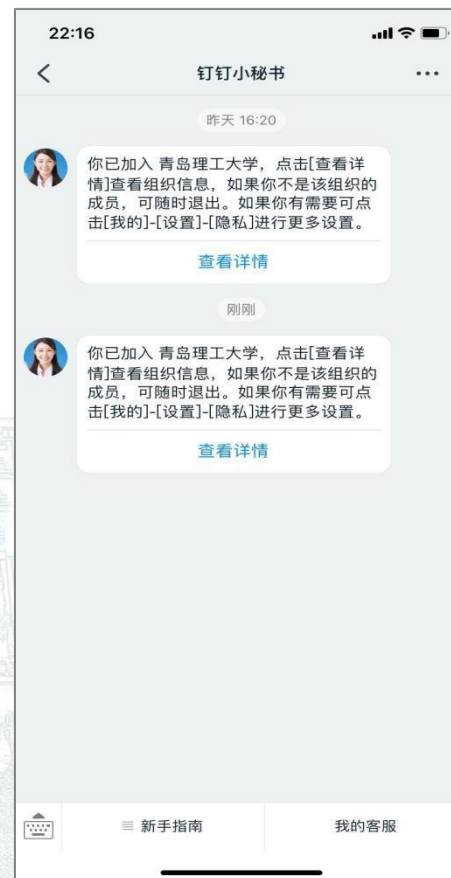 22:16
钉钉小秘书
昨天 16:20
你已加入 青岛理工大学，点击[查看详
情]查看组织信息，如果你不是该组织的
成员，可随时退出。如果你有需要可点
击[我的]-[设置]-[隐私]进行更多设置。
查看详情
刚刚
你已加入 青岛理工大学，点击[查看详
情]查看组织信息，如果你不是该组织的
成员，可随时退出。如果你有需要可点
击[我的]-[设置]-[隐私]进行更多设置。
查看详情
新手指南
我的客服